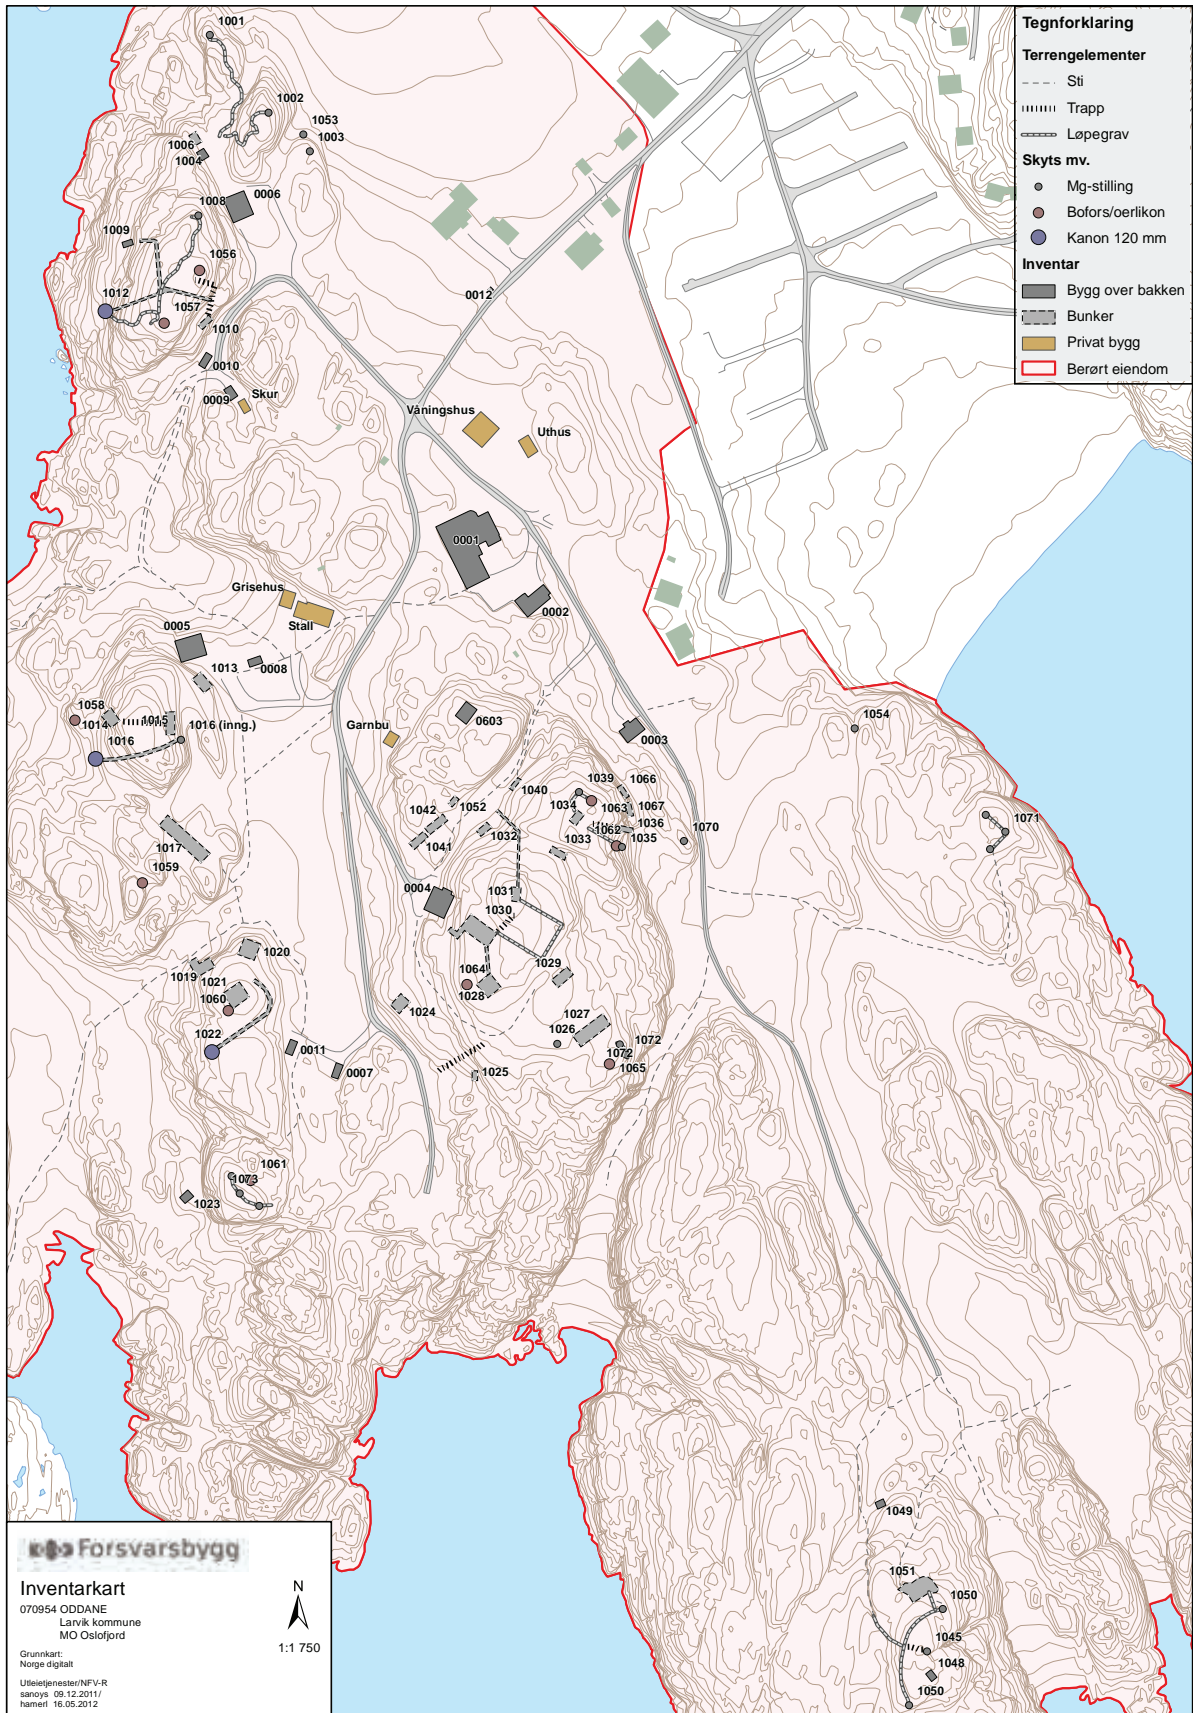 1001
1002
1053
1003
1006
1004
0006
1008
1009
1056
1012
1057
1010
0010
0009
Skur
0012
Våningshus
Uthus
0001
0002
Grisehus
Stall
0005
1013
0008
1058
1014
1015
1016 (inng.)
1016
Garnbu
0603
0003
1054
1017
1059
1042
1052
1041
1040
1032
1039
1034
1063
1066
1067
1036
1062
1035
1033
1070
1071
0004
1031
1030
1064
1028
1029
1027
1026
1072
1072
1065
1024
1025
1020
1019
1021
1060
1022
0011
0007
1061
1073
1023
1049
1051
1050
1045
1048
1050
Tegnforklaring
Terrengelementer
Sti
Trapp
Løpegrav
Skyts mv.
Mg-stilling
Bofors/oerlikon
Kanon 120 mm
Inventar
Bygg over bakken
Bunker
Privat bygg
Berørt eiendom
Forsvarsbygg
Inventarkart
070954 ODDANE
Larvik kommune
MO Oslofjord
Grunnkart:
Norge digitalt
Utleietjenester/NFV-R
sanoys 09.12.2011/
hamerl 16.05.2012
N
1:1 750